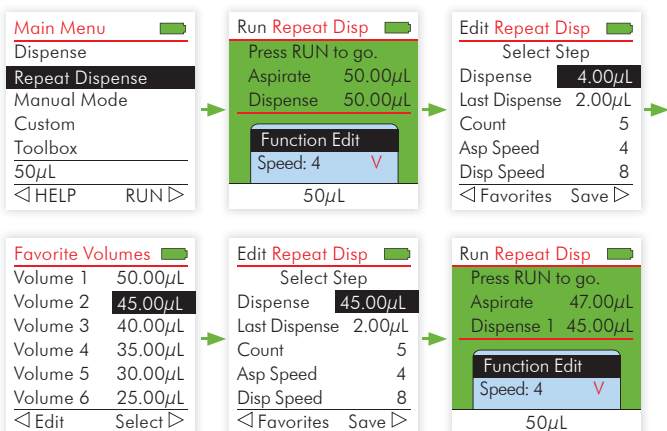 Main Menu
Dispense
Repeat Dispense
Manual Mode
Custom
Toolbox
50µL
◁ HELP RUN ▷
Run Repeat Disp
Press RUN to go.
Aspirate 50.00µL
Dispense 50.00µL
Function Edit
Speed: 4 V
50µL
Edit Repeat Disp
Select Step
Dispense 4.00µL
Last Dispense 2.00µL
Count 5
Asp Speed 4
Disp Speed 8
◁ Favorites Save ▷
Favorite Volumes
Volume 1 50.00µL
Volume 2 45.00µL
Volume 3 40.00µL
Volume 4 35.00µL
Volume 5 30.00µL
Volume 6 25.00µL
◁ Edit Select ▷
Edit Repeat Disp
Select Step
Dispense 45.00µL
Last Dispense 2.00µL
Count 5
Asp Speed 4
Disp Speed 8
◁ Favorites Save ▷
Run Repeat Disp
Press RUN to go.
Aspirate 47.00µL
Dispense 1 45.00µL
Function Edit
Speed: 4 V
50µL